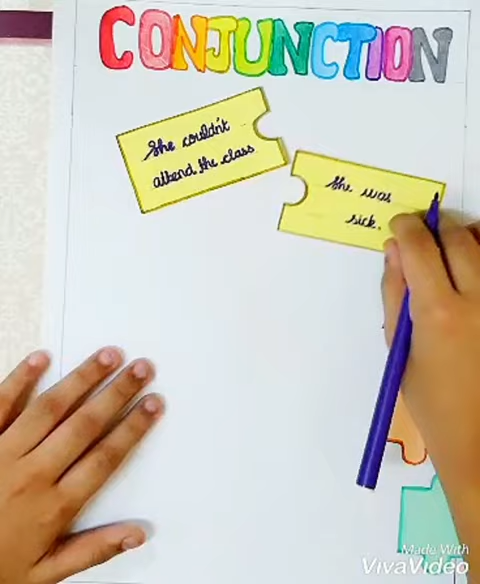 CONJUNCTION
She couldn't
attend the class
She was
sick.
Made With
VivaVideo